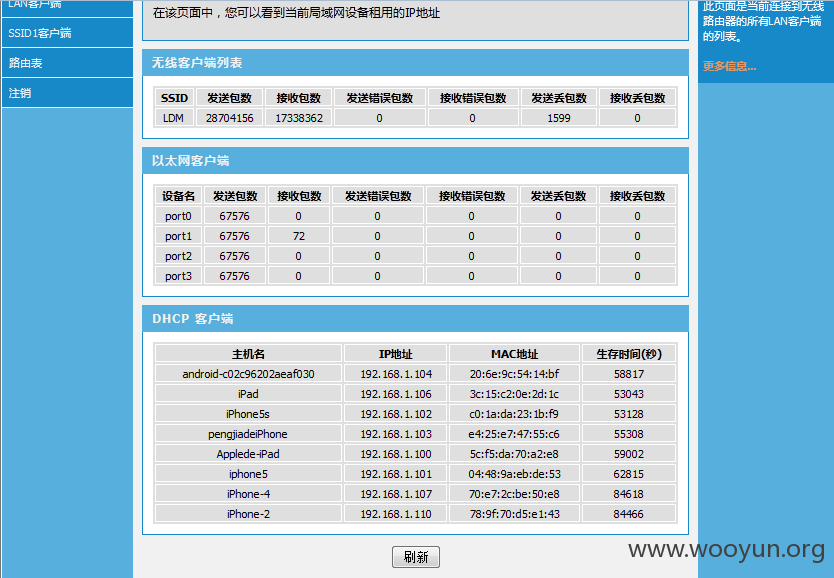 LAN客户端
SSID1客户端
路由表
注销
在该页面中，您可以看到当前局域网设备租用的IP地址
无线客户端列表
SSID 发送包数 接收包数 发送错误包数 接收错误包数 发送丢包数 接收丢包数
LDM 28704156 17338362 0 0 1599 0
以太网客户端
设备名 发送包数 接收包数 发送错误包数 接收错误包数 发送丢包数 接收丢包数
port0 67576 0 0 0 0 0
port1 67576 72 0 0 0 0
port2 67576 0 0 0 0 0
port3 67576 0 0 0 0 0
DHCP 客户端
主机名 IP地址 MAC地址 生存时间(秒)
android-c02c96202aeaf030 192.168.1.104 20:6e:9c:54:14:bf 58817
iPad 192.168.1.106 3c:15:c2:0e:2d:1c 53043
iPhone5s 192.168.1.102 c0:1a:da:23:1b:f9 53128
pengjiadeiPhone 192.168.1.103 e4:25:e7:47:55:c6 55308
Applede-iPad 192.168.1.100 5c:f5:da:70:a2:e8 59002
iphone5 192.168.1.101 04:48:9a:eb:de:53 62815
iPhone-4 192.168.1.107 70:e7:2c:be:50:e8 84618
iPhone-2 192.168.1.110 78:9f:70:d5:e1:43 84466
刷新
此页面是当前连接到无线
路由器的所有LAN客户端
的列表。
更多信息...
www.wooyun.org